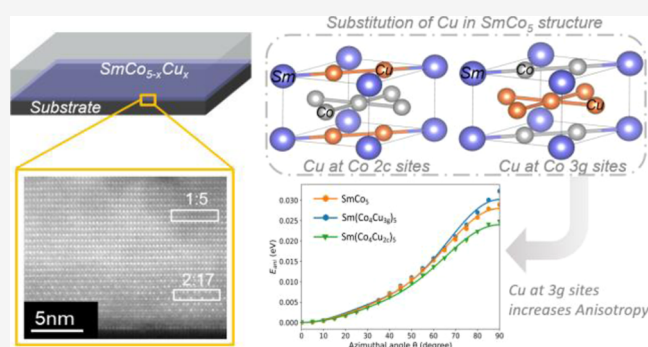 Substitution of Cu in SmCo₅ structure
SmCo₅₋ₓCuₓ
Substrate
Sm
Cu
Co
Sm
Co
Cu
Cu at Co 2c sites
Cu at Co 3g sites
1:5
2:17
5nm
SmCo₅
Sm(Co₄Cu₃g)₅
Sm(Co₄Cu₂c)₅
0.030
0.025
0.020
0.015
0.010
0.005
0.000
E_ani (eV)
0 10 20 30 40 50 60 70 80 90
Azimuthal angle θ (degree)
Cu at 3g sites
increases Anisotropy